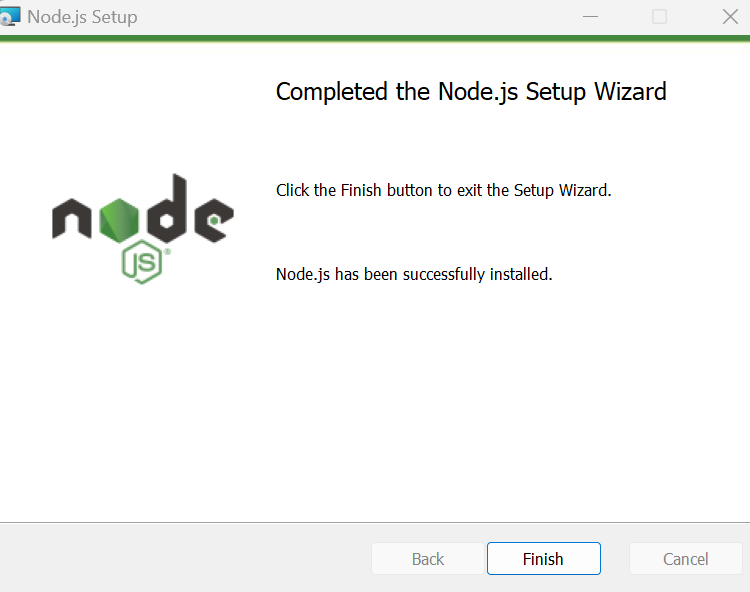 Node.js Setup
Completed the Node.js Setup Wizard
Click the Finish button to exit the Setup Wizard.
node
JS®
Node.js has been successfully installed.
Back
Finish
Cancel